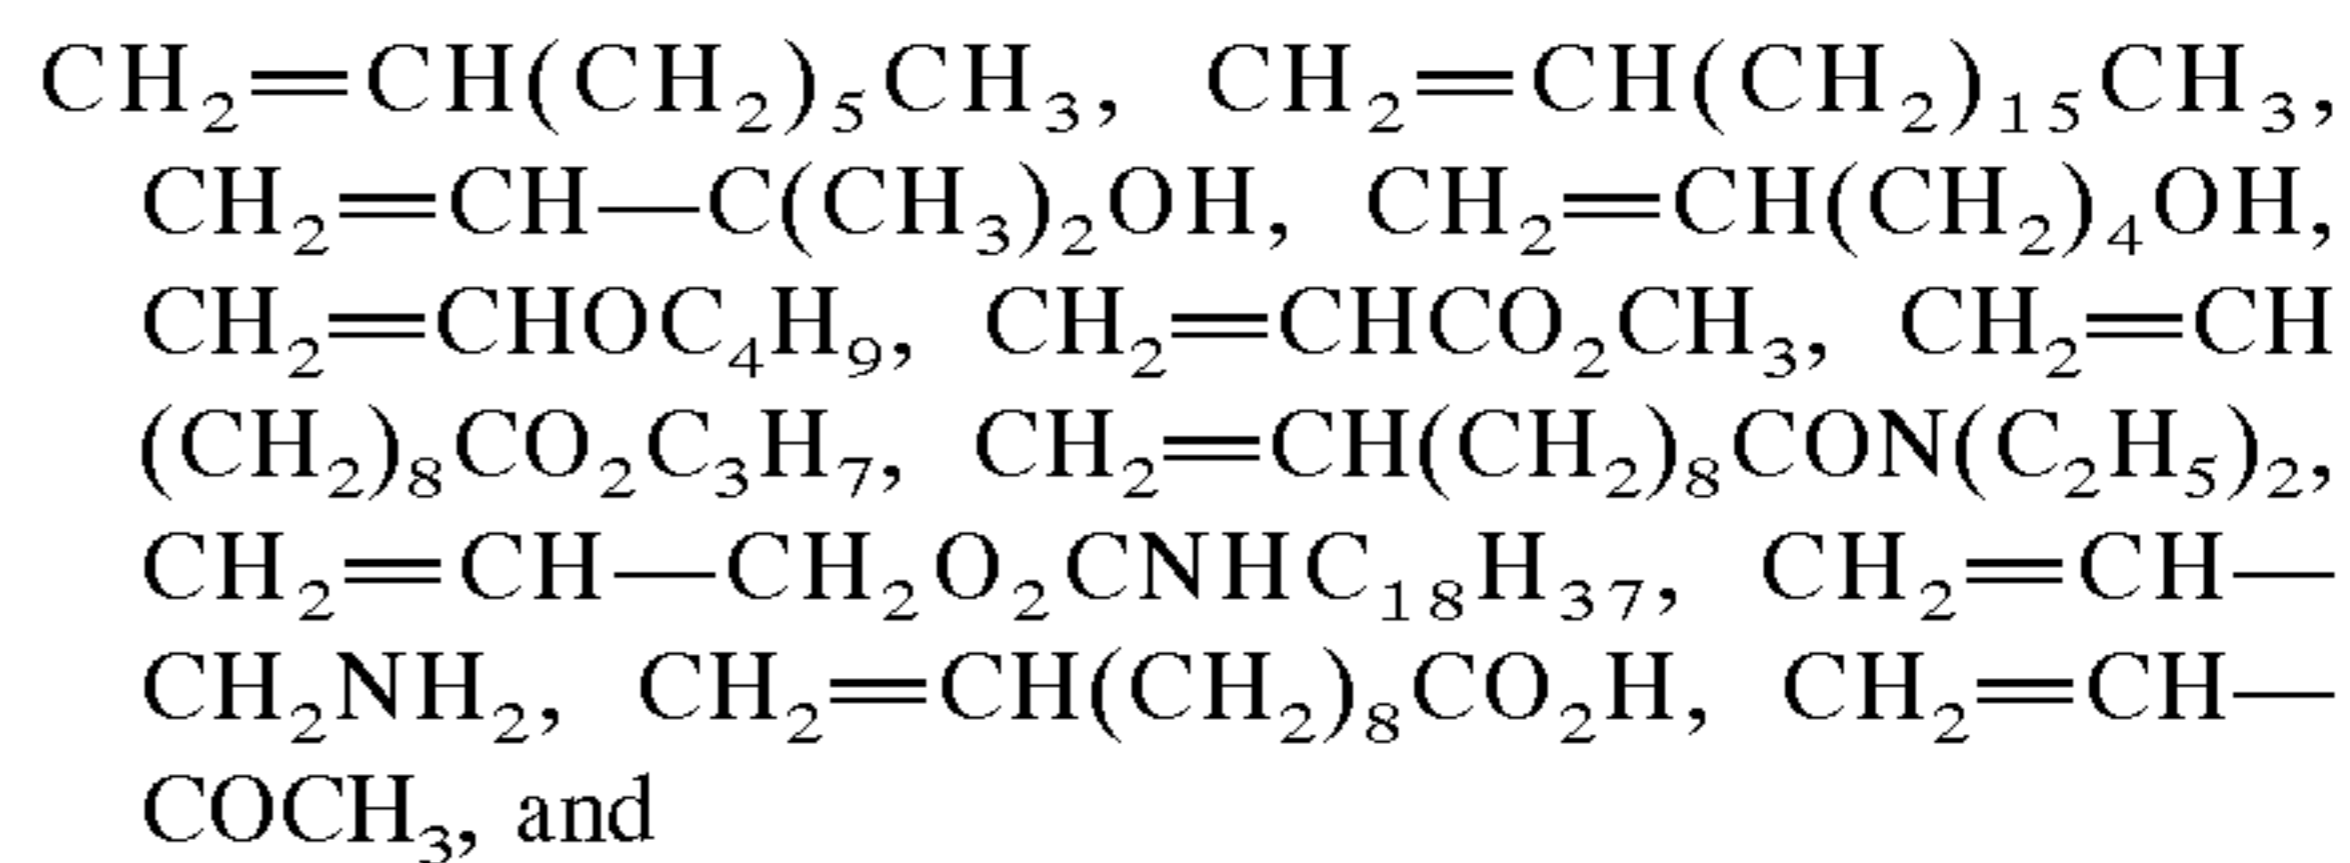 CH₂=CH(CH₂)₅CH₃, CH₂=CH(CH₂)₁₅CH₃,
CH₂=CH—C(CH₃)₂OH, CH₂=CH(CH₂)₄OH,
CH₂=CHOC₄H₉, CH₂=CHCO₂CH₃, CH₂=CH
(CH₂)₈CO₂C₃H₇, CH₂=CH(CH₂)₈CON(C₂H₅)₂,
CH₂=CH—CH₂O₂CNHC₁₈H₃₇, CH₂=CH—
CH₂NH₂, CH₂=CH(CH₂)₈CO₂H, CH₂=CH—
COCH₃, and